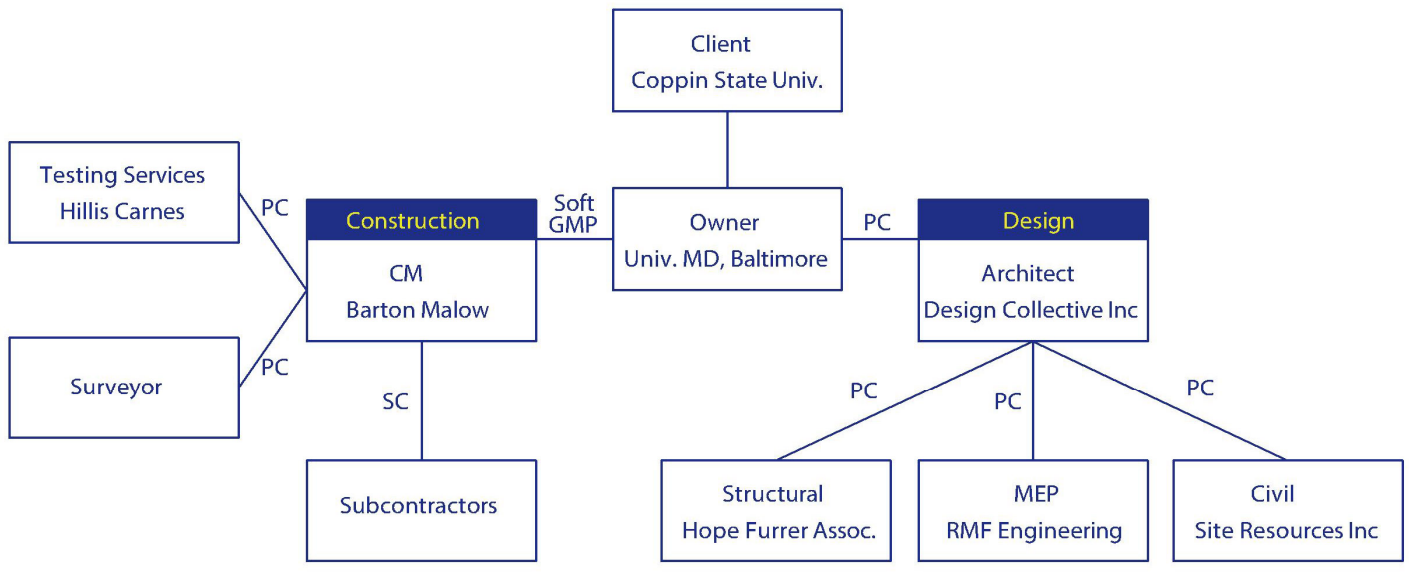 Client
Coppin State Univ.
Testing Services
Hillis Carnes
PC
Construction
CM
Barton Malow
Soft
GMP
Owner
Univ. MD, Baltimore
PC
Design
Architect
Design Collective Inc
Surveyor
PC
SC
Subcontractors
PC
PC
PC
Structural
Hope Furrer Assoc.
MEP
RMF Engineering
Civil
Site Resources Inc